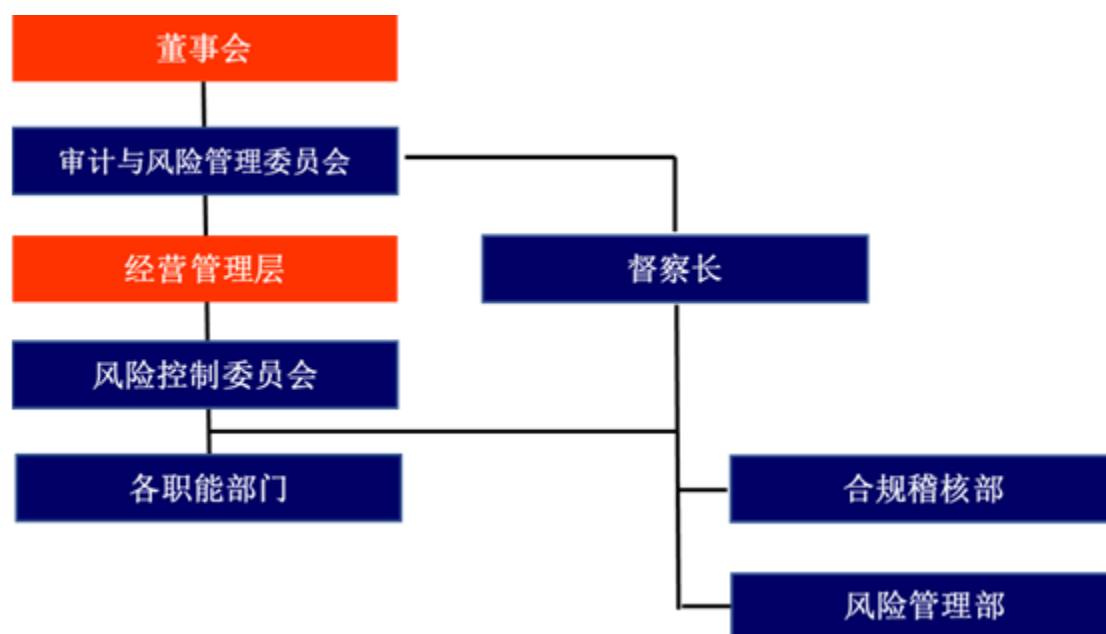 董事会
审计与风险管理委员会
经营管理层
督察长
风险控制委员会
各职能部门
合规稽核部
风险管理部